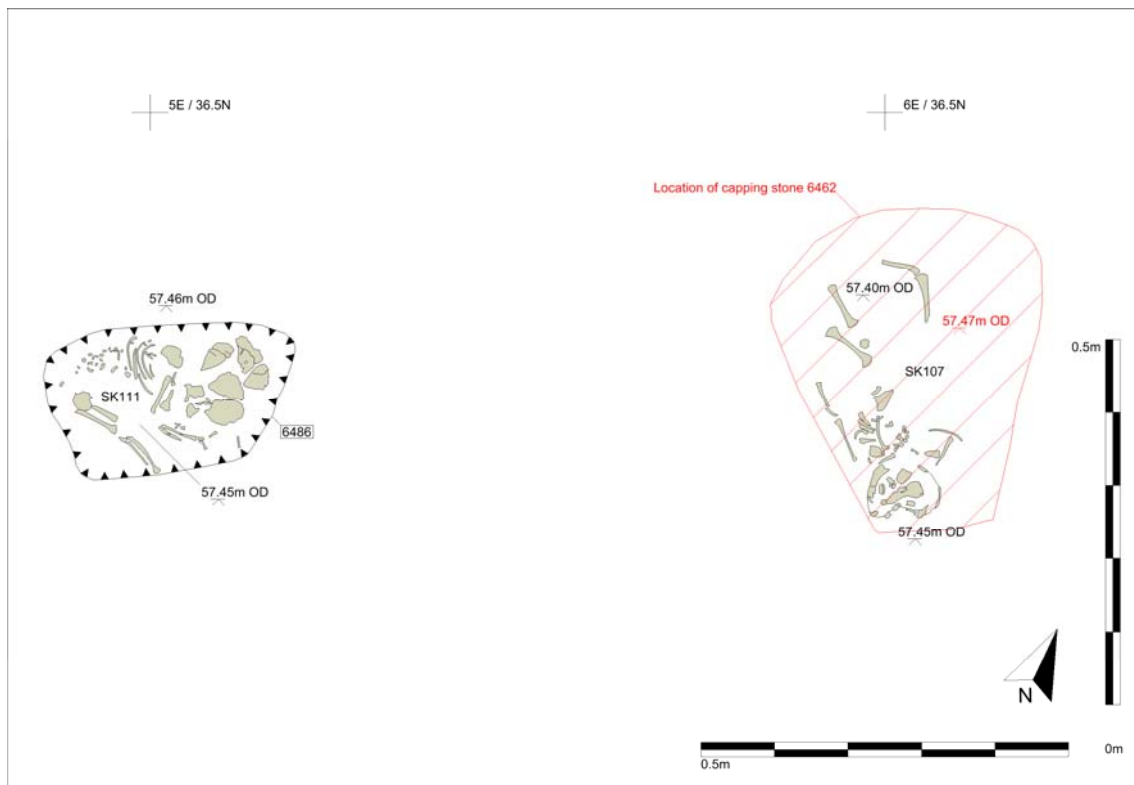 5E / 36.5N
6E / 36.5N
Location of capping stone 6462
57.46m OD
57.40m OD
57.47m OD
0.5m
SK107
SK111
6486
57.45m OD
57.45m OD
N
0m
0.5m